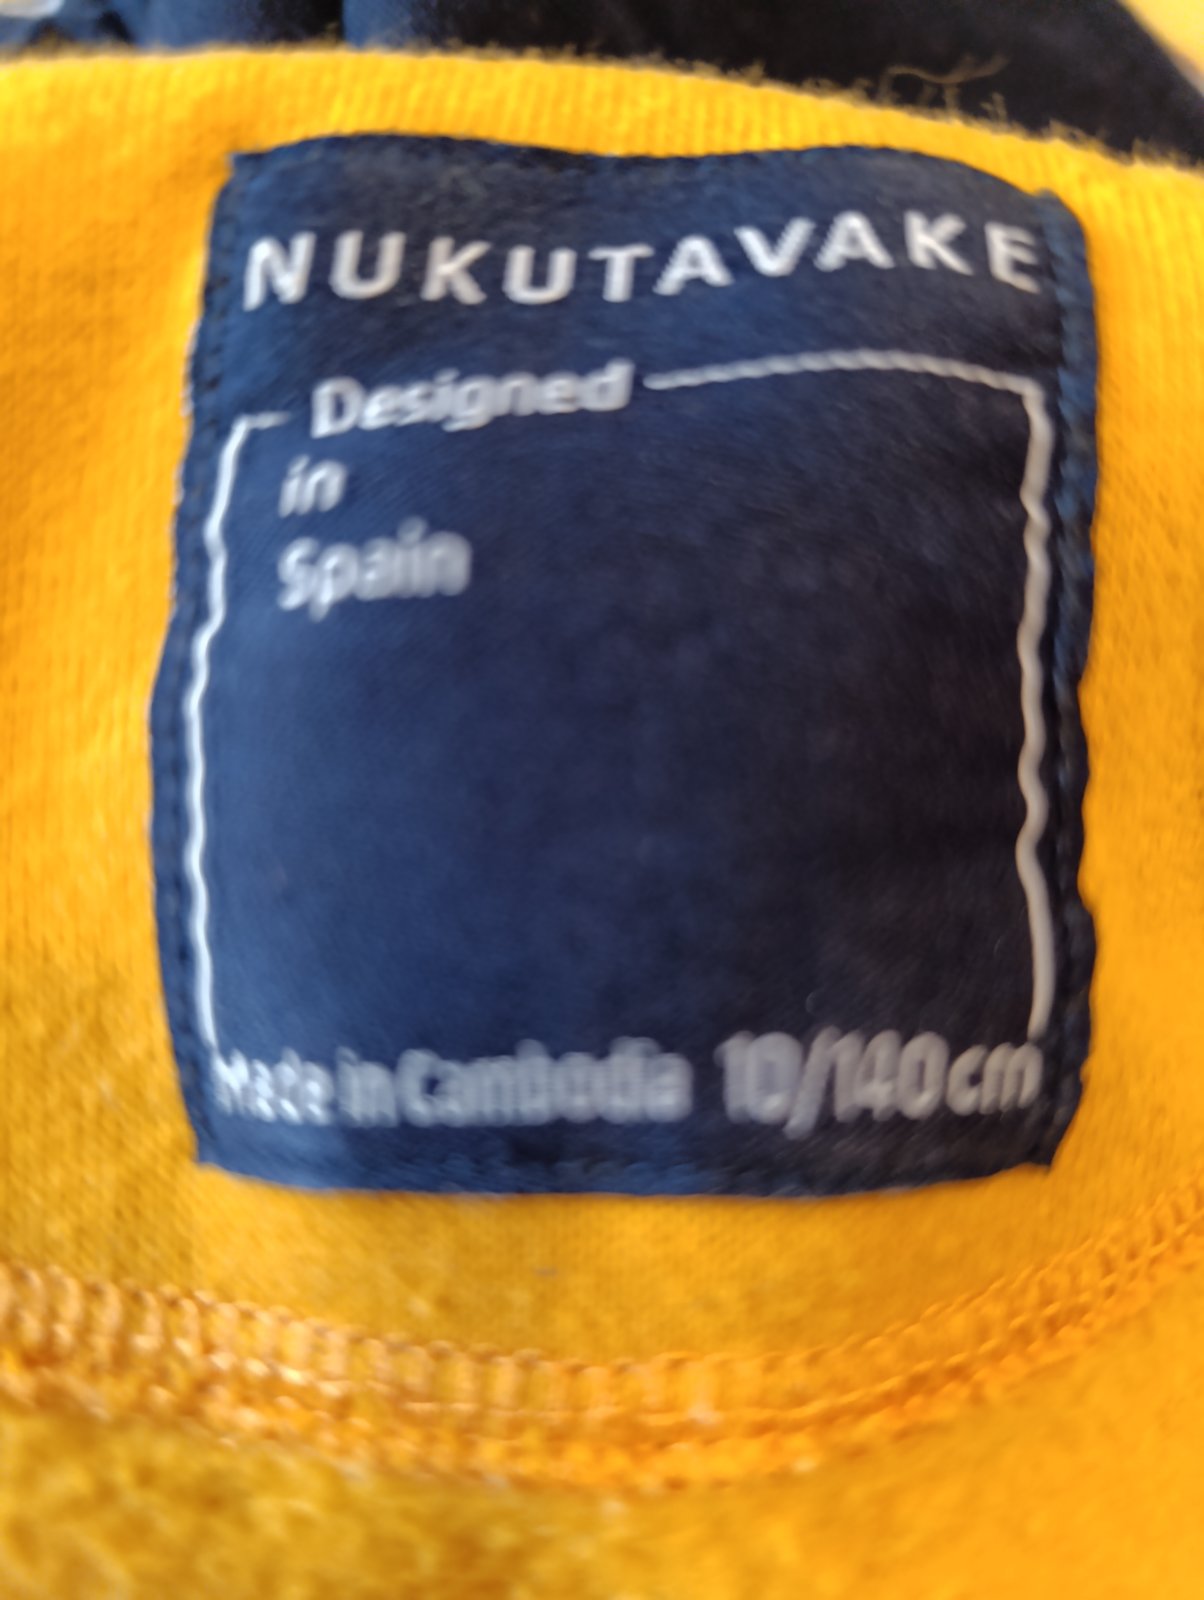 NUKUTAVAKE
Designed
in
Spain
Made in Cambodia 10/140cm